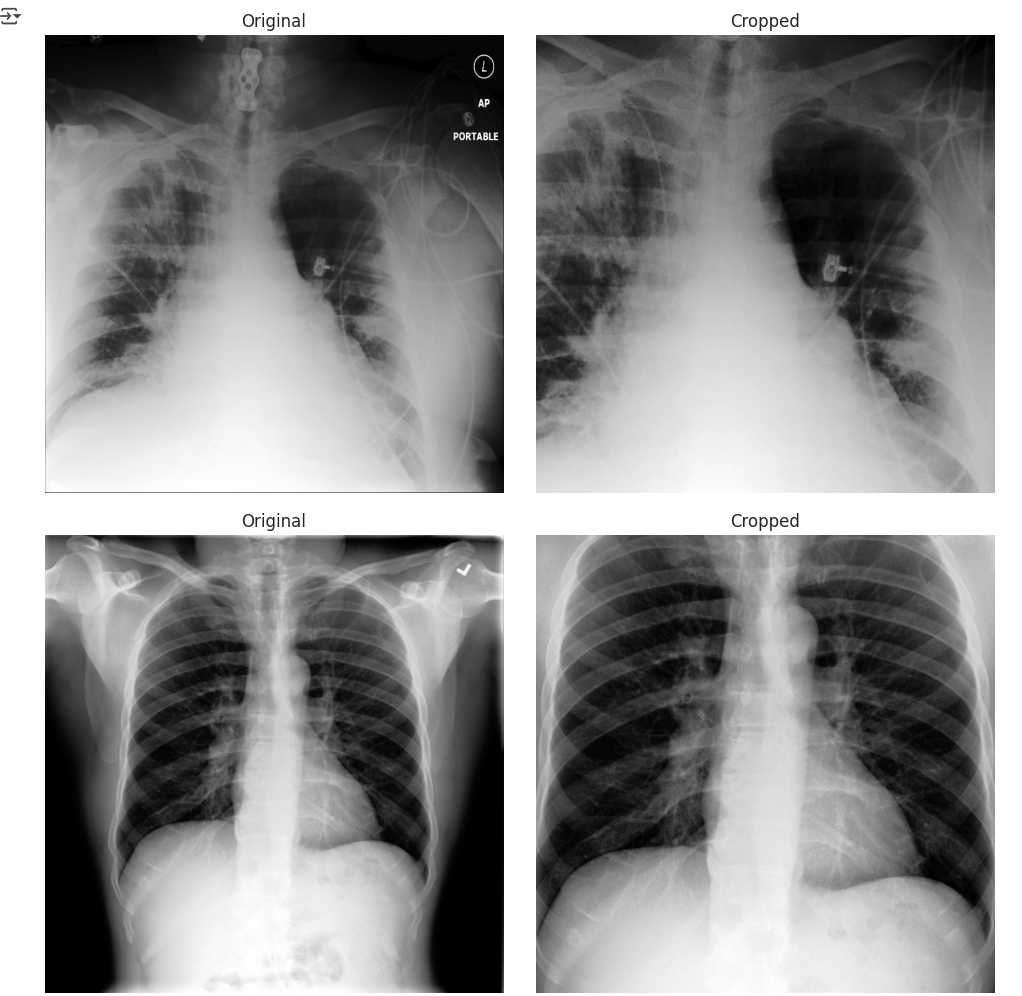 Original
Cropped
L
AP
PORTABLE
Original
Cropped